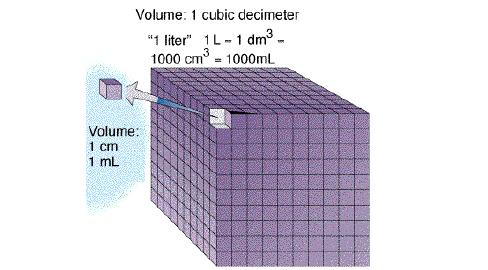 Volume: 1 cubic decimeter
“1 liter” 1 L – 1 dm³ –
1000 cm³ – 1000mL
Volume:
1 cm
1 mL